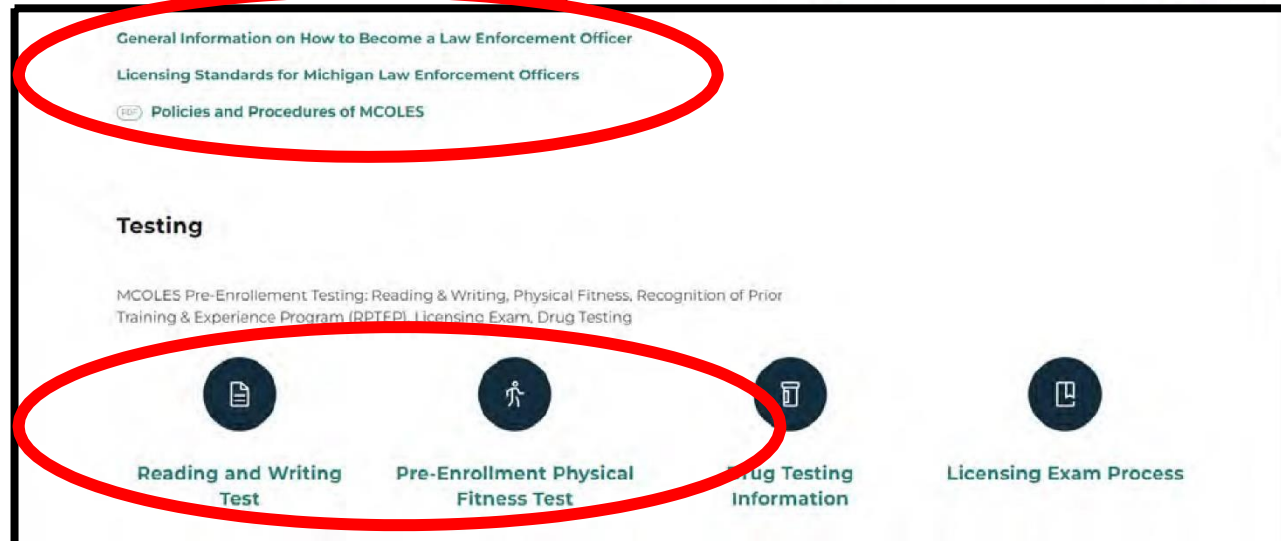 General Information on How to Become a Law Enforcement Officer
Licensing Standards for Michigan Law Enforcement Officers
PDF Policies and Procedures of MCOLES
Testing
MCOLES Pre-Enrollement Testing: Reading & Writing, Physical Fitness, Recognition of Prior
Training & Experience Program (RPTEP), Licensing Exam, Drug Testing
Reading and Writing
Test
Pre-Enrollment Physical
Fitness Test
Drug Testing
Information
Licensing Exam Process